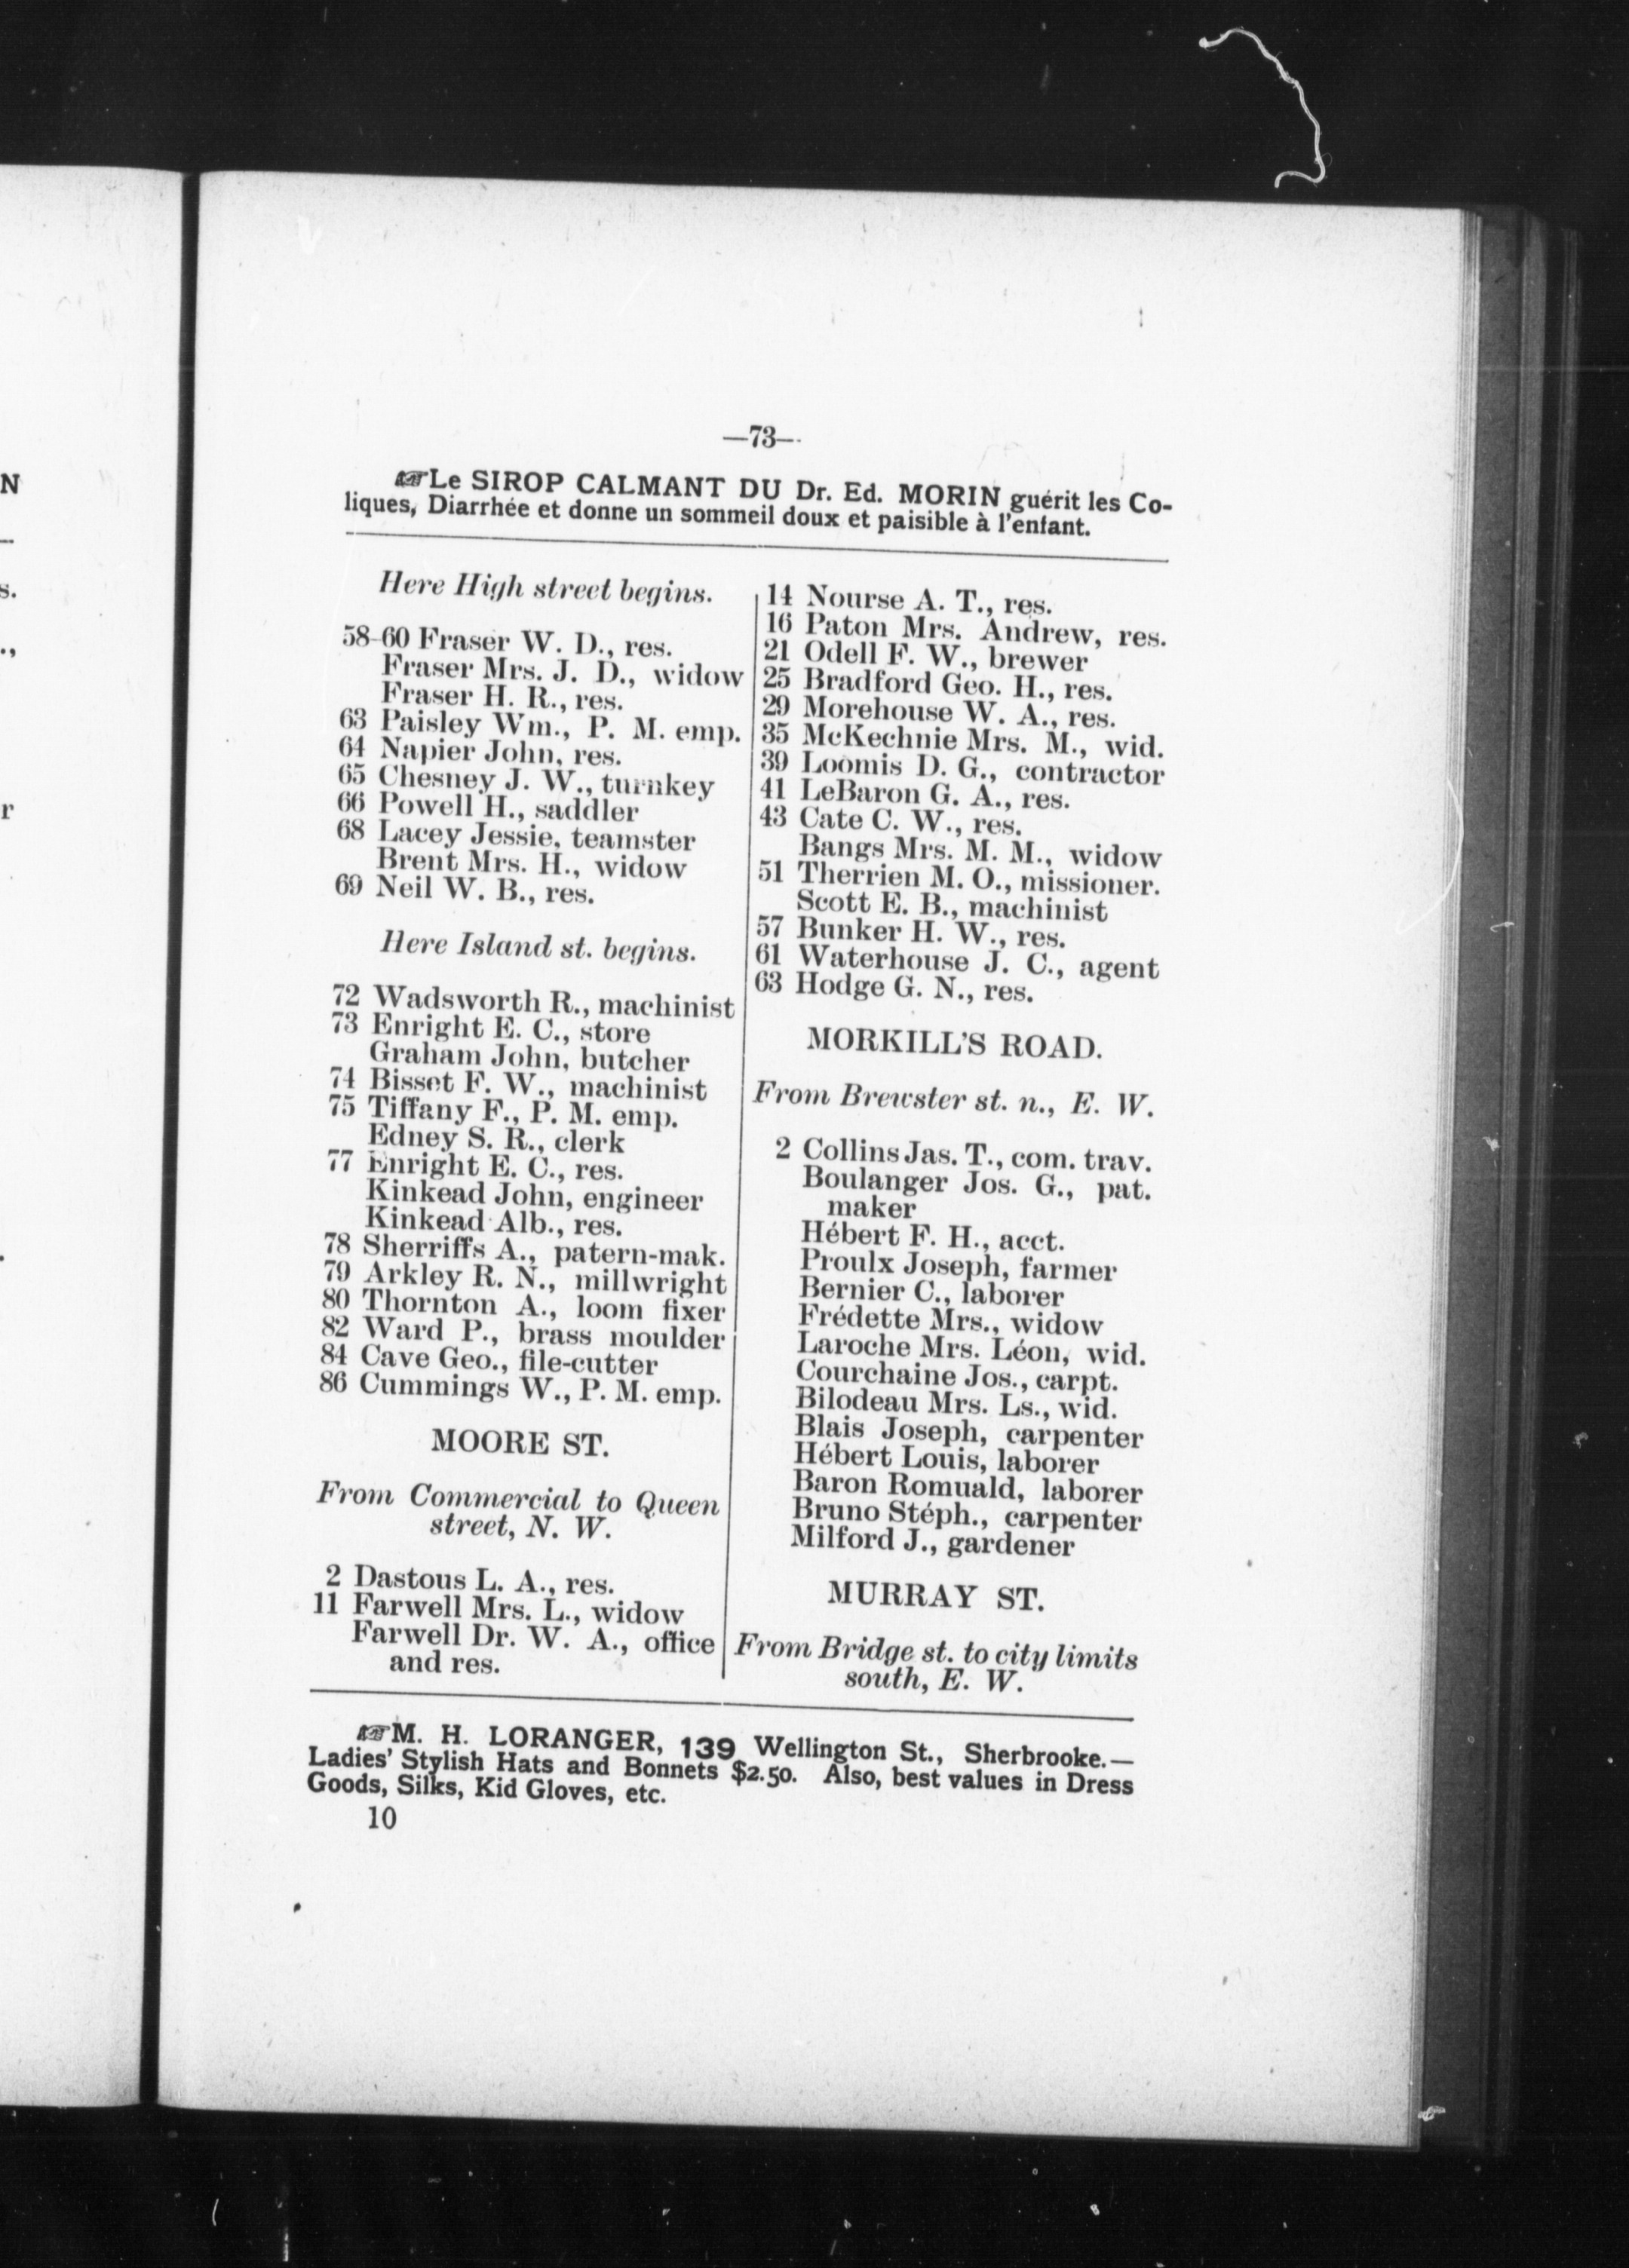 —73—
☞Le SIROP CALMANT DU Dr. Ed. MORIN guérit les Co-
liques, Diarrhée et donne un sommeil doux et paisible à l'enfant.
Here High street begins.
58-60 Fraser W. D., res.
Fraser Mrs. J. D., widow
Fraser H. R., res.
63 Paisley Wm., P. M. emp.
64 Napier John, res.
65 Chesney J. W., turnkey
66 Powell H., saddler
68 Lacey Jessie, teamster
Brent Mrs. H., widow
69 Neil W. B., res.
Here Island st. begins.
72 Wadsworth R., machinist
73 Enright E. C., store
Graham John, butcher
74 Bisset F. W., machinist
75 Tiffany F., P. M. emp.
Edney S. R., clerk
77 Enright E. C., res.
Kinkead John, engineer
Kinkead Alb., res.
78 Sherriffs A., patern-mak.
79 Arkley R. N., millwright
80 Thornton A., loom fixer
82 Ward P., brass moulder
84 Cave Geo., file-cutter
86 Cummings W., P. M. emp.
MOORE ST.
From Commercial to Queen
street, N. W.
2 Dastous L. A., res.
11 Farwell Mrs. L., widow
Farwell Dr. W. A., office
and res.
14 Nourse A. T., res.
16 Paton Mrs. Andrew, res.
21 Odell F. W., brewer
25 Bradford Geo. H., res.
29 Morehouse W. A., res.
35 McKechnie Mrs. M., wid.
39 Loomis D. G., contractor
41 LeBaron G. A., res.
43 Cate C. W., res.
Bangs Mrs. M. M., widow
51 Therrien M. O., missioner.
Scott E. B., machinist
57 Bunker H. W., res.
61 Waterhouse J. C., agent
63 Hodge G. N., res.
MORKILL'S ROAD.
From Brewster st. n., E. W.
2 Collins Jas. T., com. trav.
Boulanger Jos. G., pat.
maker
Hébert F. H., acct.
Proulx Joseph, farmer
Bernier C., laborer
Frédette Mrs., widow
Laroche Mrs. Léon, wid.
Courchaine Jos., carpt.
Bilodeau Mrs. Ls., wid.
Blais Joseph, carpenter
Hébert Louis, laborer
Baron Romuald, laborer
Bruno Stéph., carpenter
Milford J., gardener
MURRAY ST.
From Bridge st. to city limits
south, E. W.
☞M. H. LORANGER, 139 Wellington St., Sherbrooke.—
Ladies' Stylish Hats and Bonnets $2.50. Also, best values in Dress
Goods, Silks, Kid Gloves, etc.
10